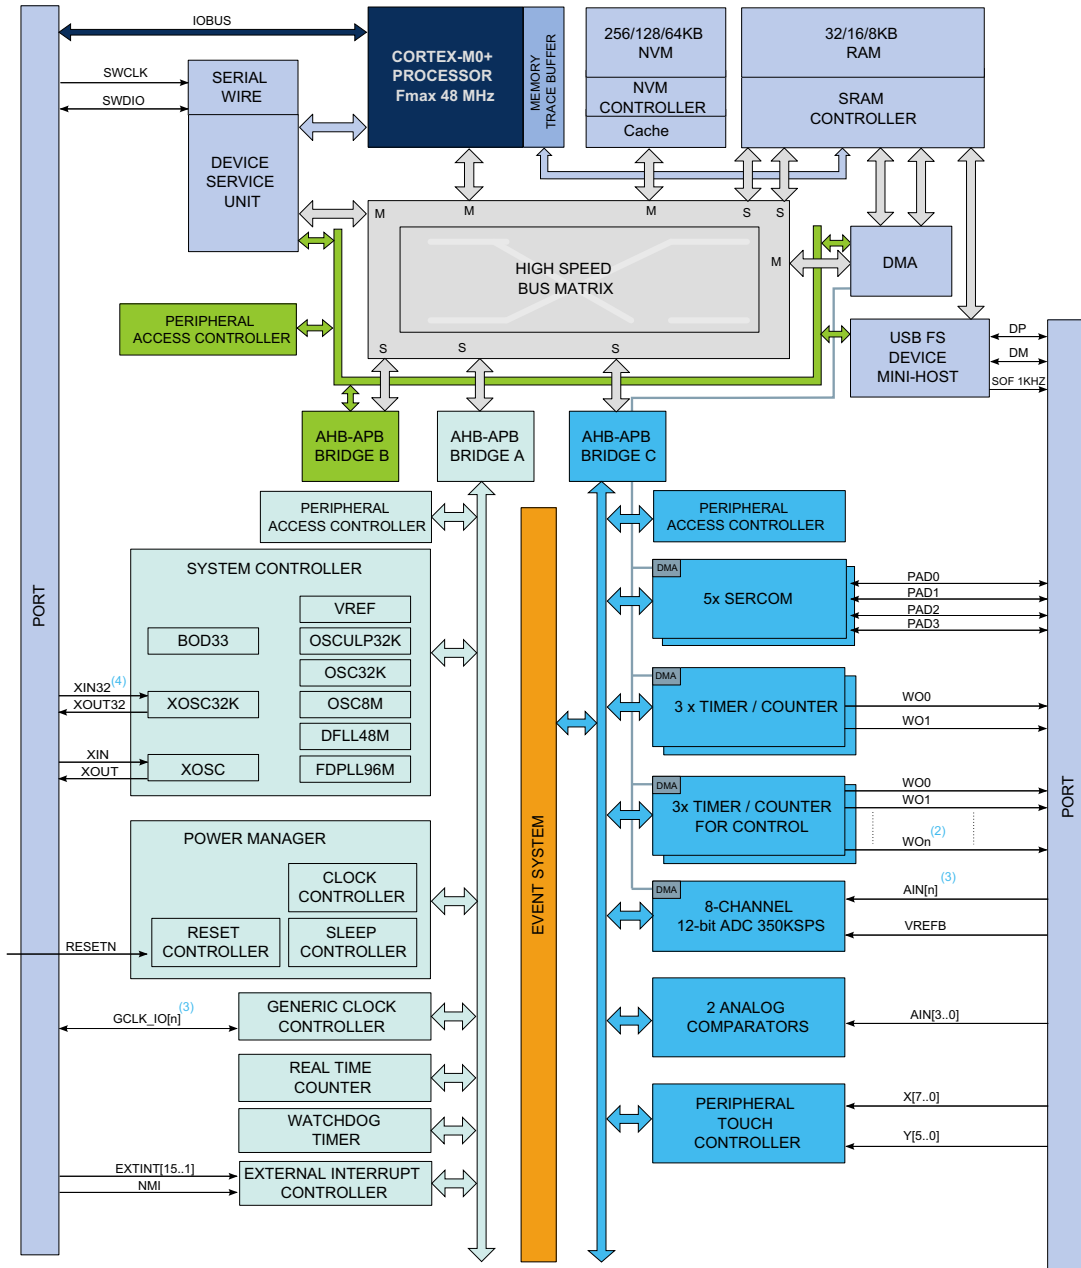 IOBUS
CORTEX-M0+
PROCESSOR
Fmax 48 MHz
MEMORY
TRACE BUFFER
256/128/64KB
NVM
NVM
CONTROLLER
Cache
32/16/8KB
RAM
SRAM
CONTROLLER
SWCLK
SWDIO
SERIAL
WIRE
DEVICE
SERVICE
UNIT
M
M
M
S
S
M
HIGH SPEED
BUS MATRIX
S
S
S
DMA
PERIPHERAL
ACCESS CONTROLLER
USB FS
DEVICE
MINI-HOST
DP
DM
SOF 1KHZ
AHB-APB
BRIDGE B
AHB-APB
BRIDGE A
AHB-APB
BRIDGE C
PORT
PERIPHERAL
ACCESS CONTROLLER
SYSTEM CONTROLLER
VREF
BOD33
OSCULP32K
OSC32K
XIN32(4)
XOUT32
XOSC32K
OSC8M
DFLL48M
XIN
XOUT
XOSC
FDPLL96M
POWER MANAGER
CLOCK
CONTROLLER
RESETN
RESET
CONTROLLER
SLEEP
CONTROLLER
GCLK_IO[n](3)
GENERIC CLOCK
CONTROLLER
REAL TIME
COUNTER
WATCHDOG
TIMER
EXTINT[15..1]
NMI
EXTERNAL INTERRUPT
CONTROLLER
EVENT SYSTEM
PERIPHERAL
ACCESS CONTROLLER
DMA
5x SERCOM
PAD0
PAD1
PAD2
PAD3
DMA
3 x TIMER / COUNTER
WO0
WO1
DMA
3x TIMER / COUNTER
FOR CONTROL
WO0
WO1
WOn(2)
DMA
8-CHANNEL
12-bit ADC 350KSPS
AIN[n](3)
VREFB
2 ANALOG
COMPARATORS
AIN[3..0]
PERIPHERAL
TOUCH
CONTROLLER
X[7..0]
Y[5..0]
PORT